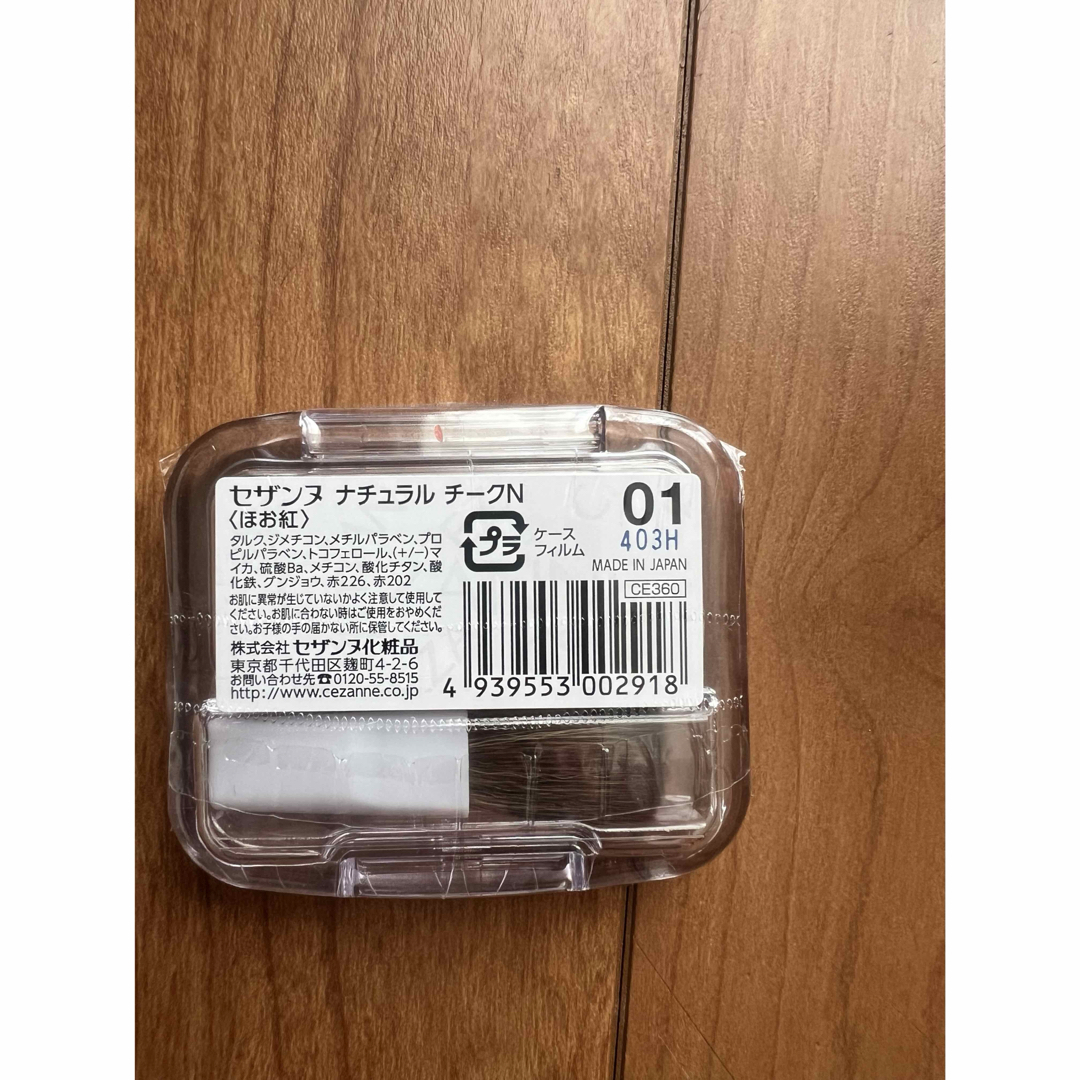 セザンヌ ナチュラル チークN
〈ほお紅〉
タルク、ジメチコン、メチルパラベン、プロ
ピルパラベン、トコフェロール、(+/−)マ
イカ、硫酸Ba、メチコン、酸化チタン、酸
化鉄、グンジョウ、赤226、赤202
お肌に異常が生じていないかよく注意して使用して
ください。お肌に合わない時はご使用をおやめくだ
さい。お子様の手の届かない所に保管してください。
株式会社 セザンヌ化粧品
東京都千代田区麹町4-2-6
お問い合わせ先☎0120-55-8515
http://www.cezanne.co.jp
プラ
ケース
フィルム
01
403H
MADE IN JAPAN
CE360
4 939553 002918